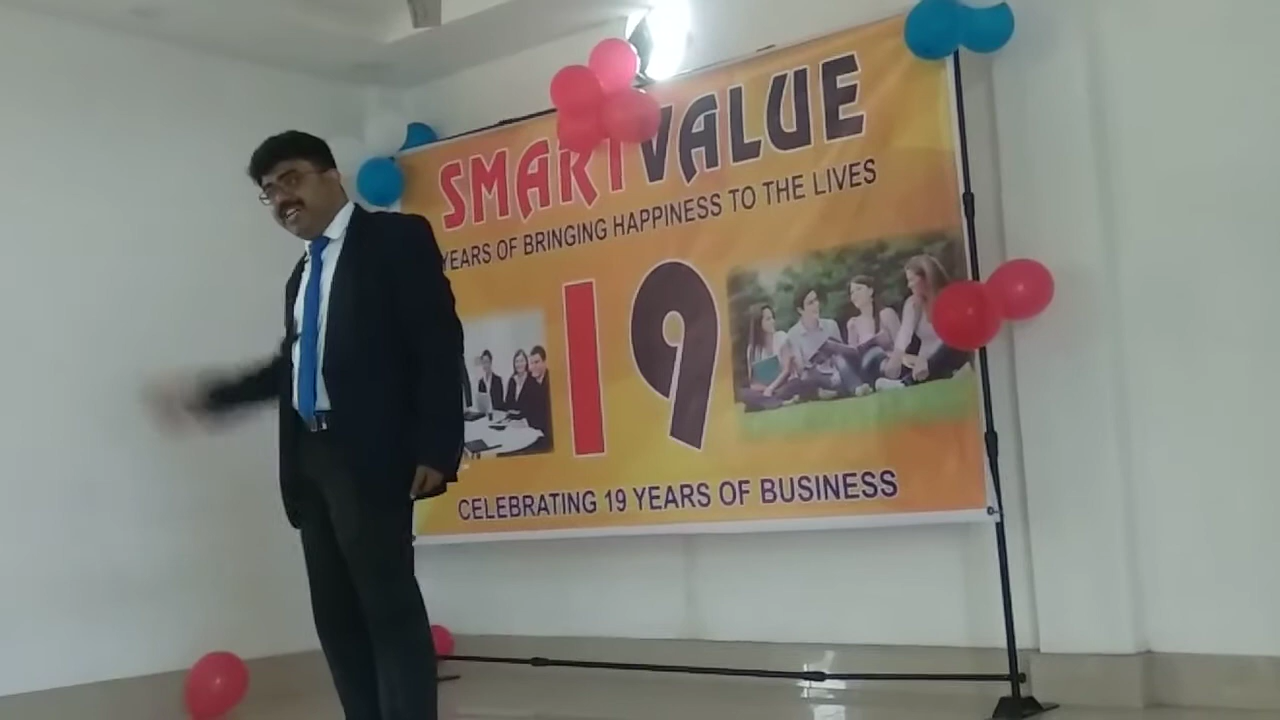 SMARTVALUE
YEARS OF BRINGING HAPPINESS TO THE LIVES
19
CELEBRATING 19 YEARS OF BUSINESS